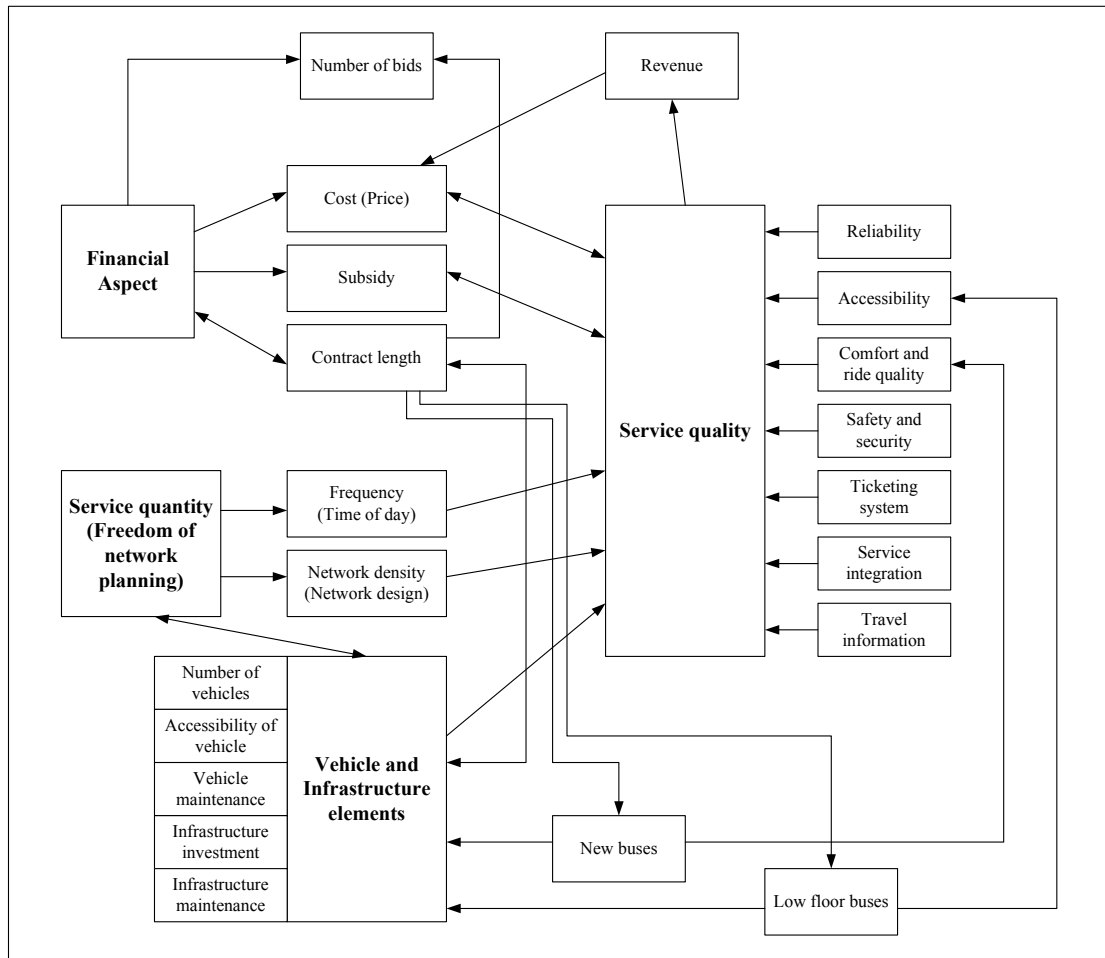 Number of bids
Revenue
Cost (Price)
Financial
Aspect
Subsidy
Contract length
Service quality
Reliability
Accessibility
Comfort and
ride quality
Safety and
security
Ticketing
system
Service
integration
Travel
information
Service quantity
(Freedom of
network
planning)
Frequency
(Time of day)
Network density
(Network design)
Number of
vehicles
Accessibility of
vehicle
Vehicle
maintenance
Infrastructure
investment
Infrastructure
maintenance
Vehicle and
Infrastructure
elements
New buses
Low floor buses